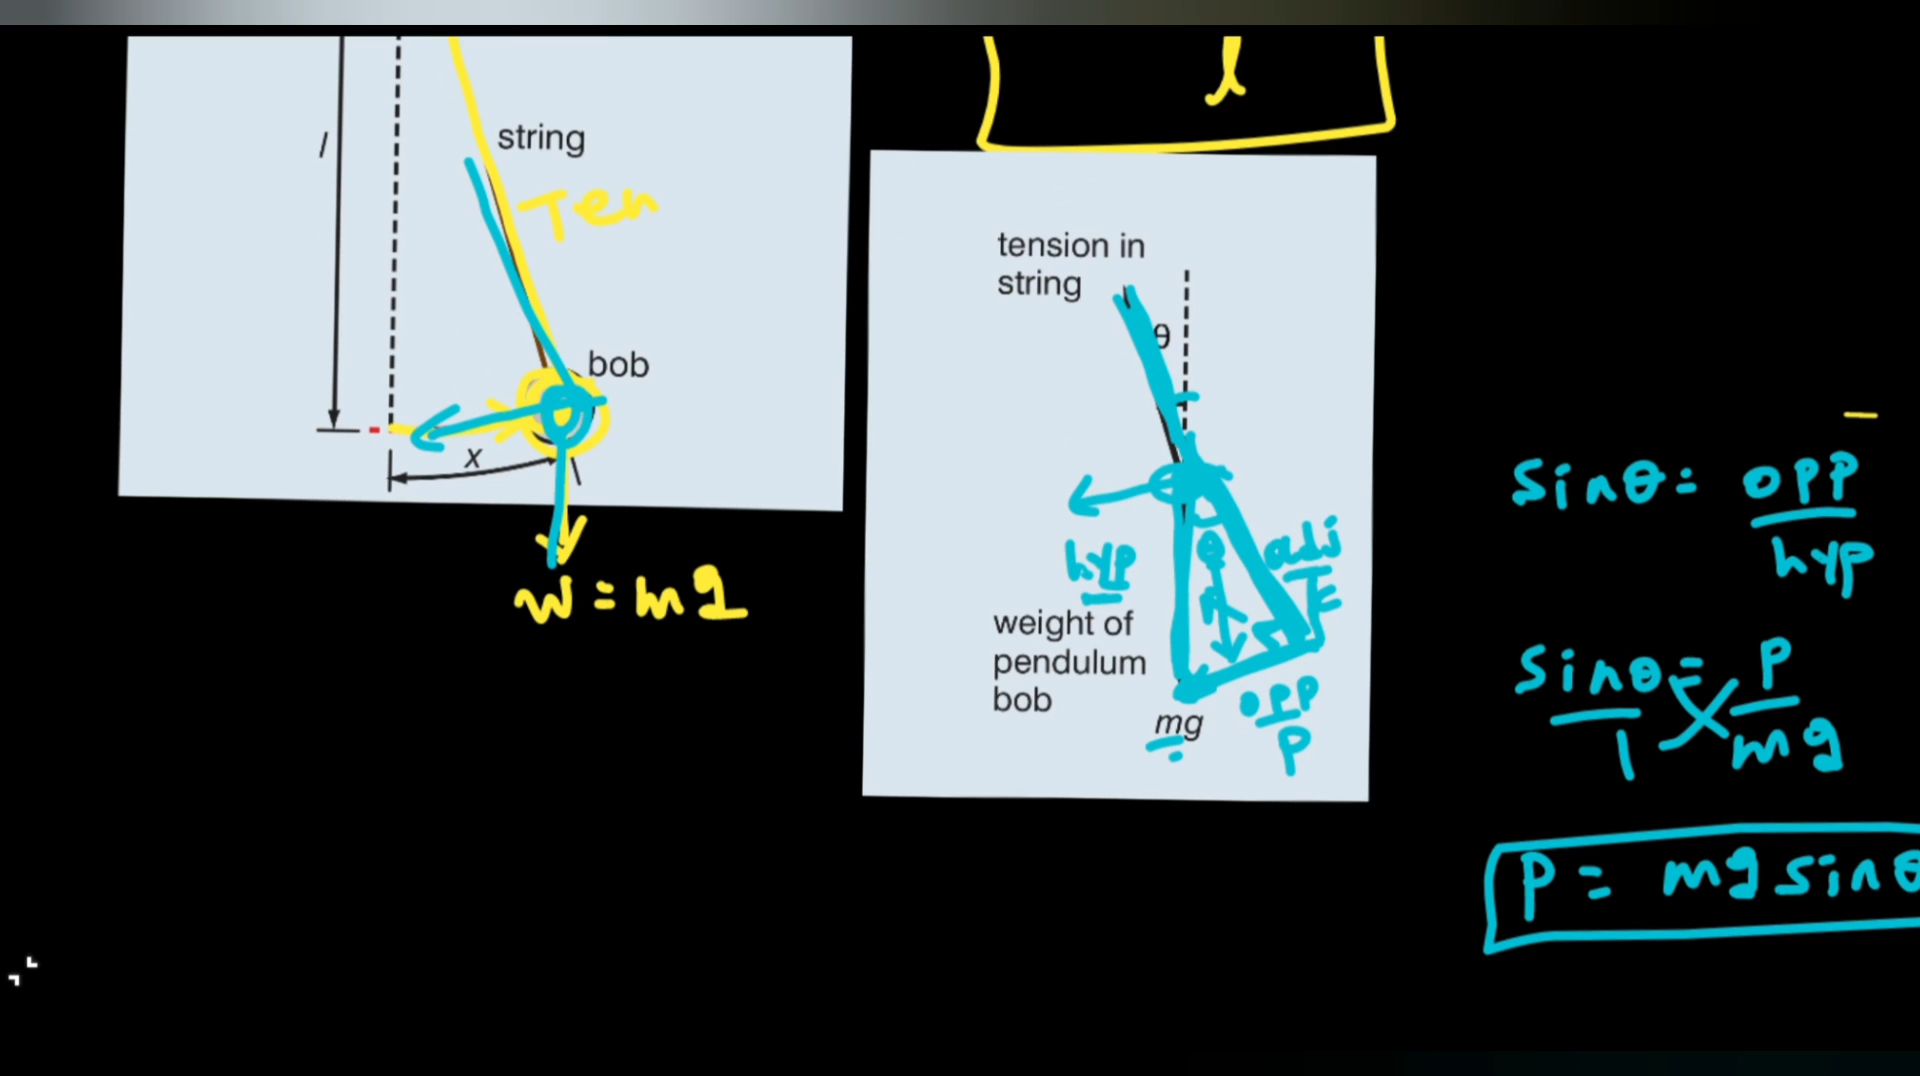 l
string
Ten
bob
x
W = mg
l
tension in
string
θ
hyp
θ
adj
weight of
pendulum
bob
mg
opp
P
Sinθ = opp
hyp
Sinθ = P
1 mg
P = mg sinθ